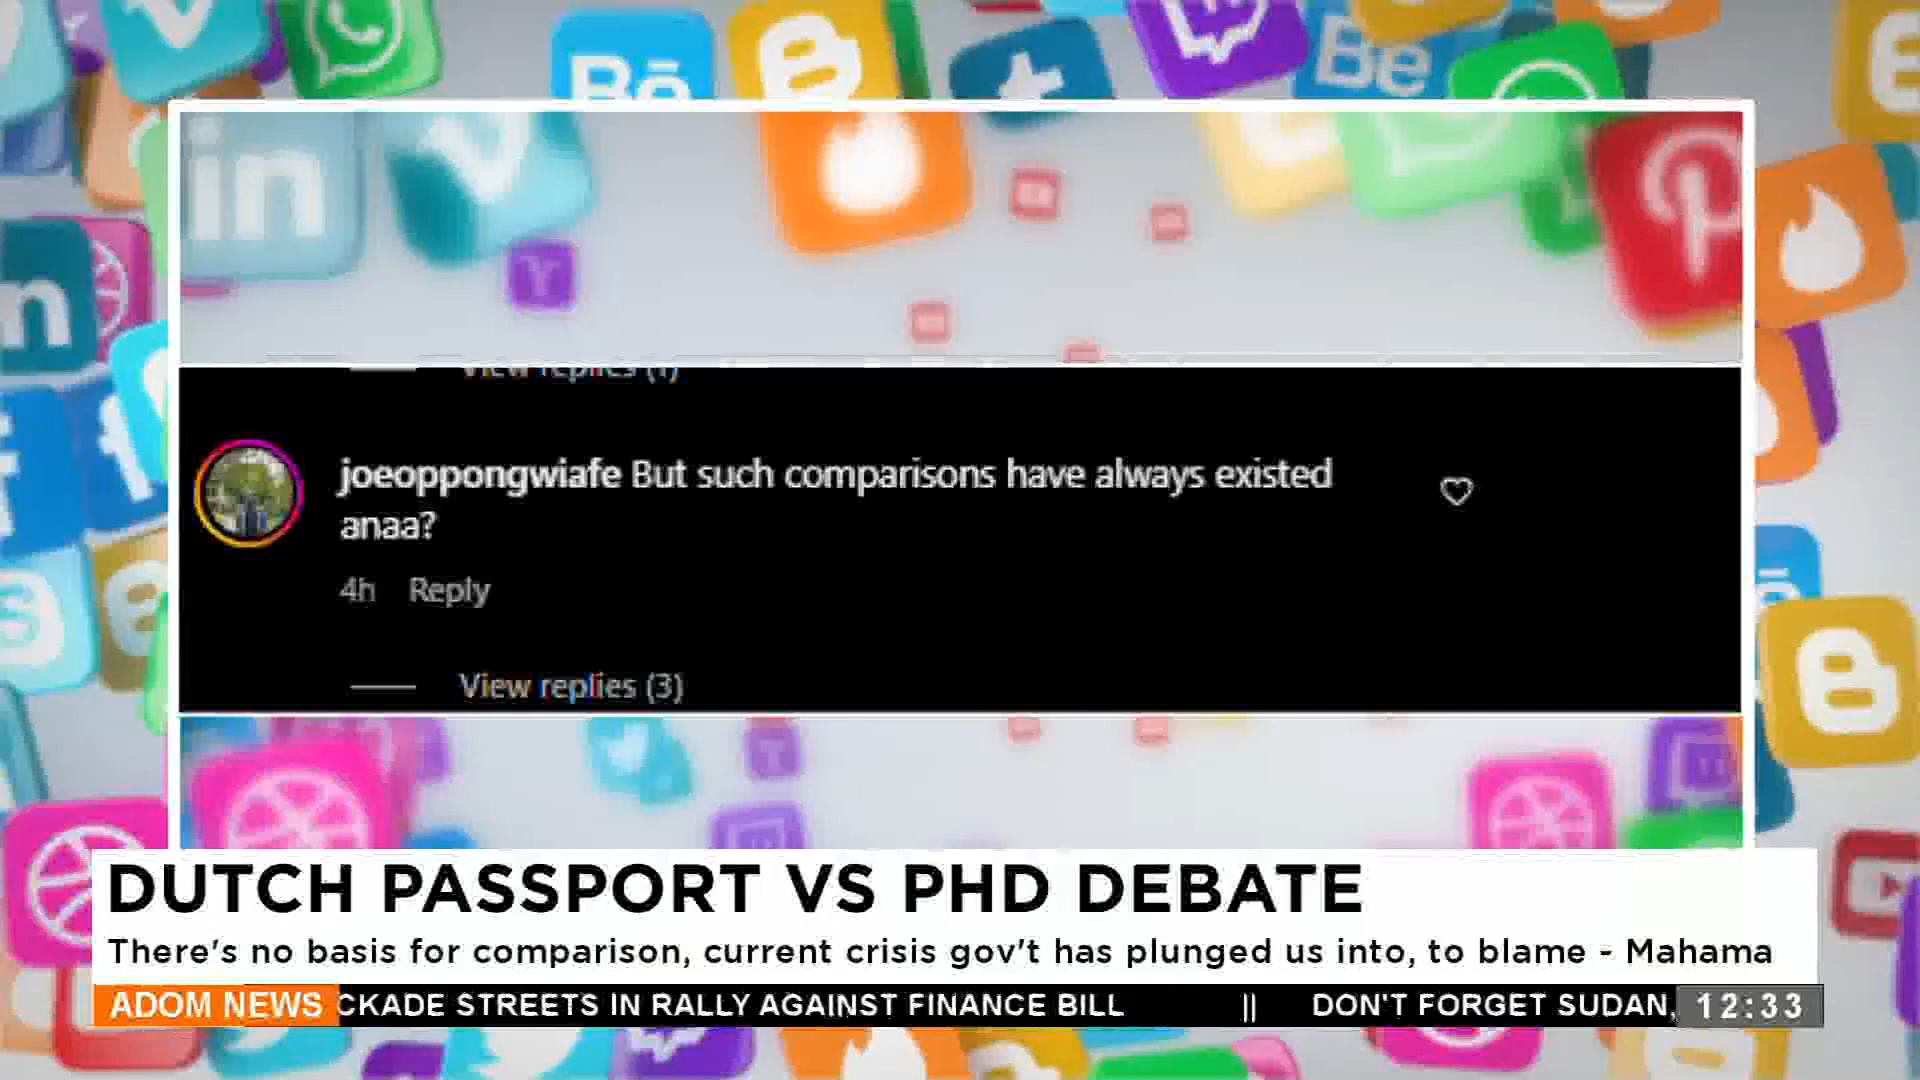 View replies (1)
joeoppongwiafe But such comparisons have always existed
anaa?
4h Reply
View replies (3)
DUTCH PASSPORT VS PHD DEBATE
There's no basis for comparison, current crisis gov't has plunged us into, to blame - Mahama
ADOM NEWS CKADE STREETS IN RALLY AGAINST FINANCE BILL || DON'T FORGET SUDAN, 12:33